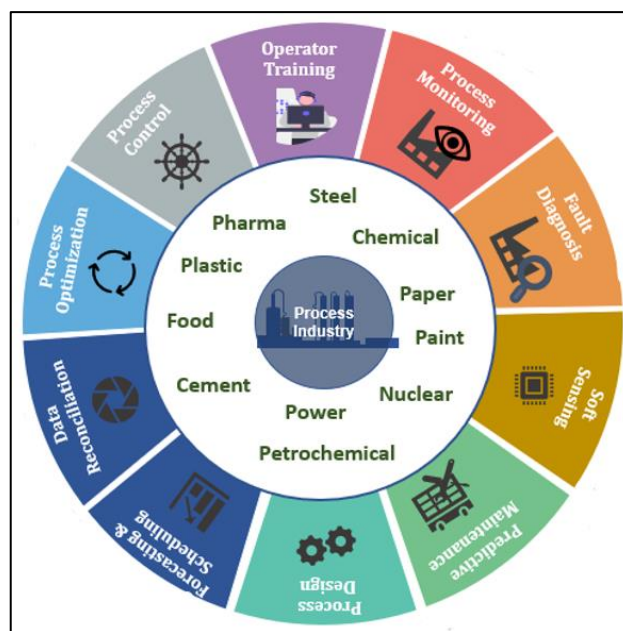 Operator
Training
Process
Monitoring
Fault
Diagnosis
Soft
Sensing
Predictive
Maintenance
Process
Design
Forecasting &
Scheduling
Data
Reconciliation
Process
Optimization
Process
Control
Steel
Pharma
Chemical
Plastic
Paper
Food
Paint
Cement
Nuclear
Power
Petrochemical
Process
Industry